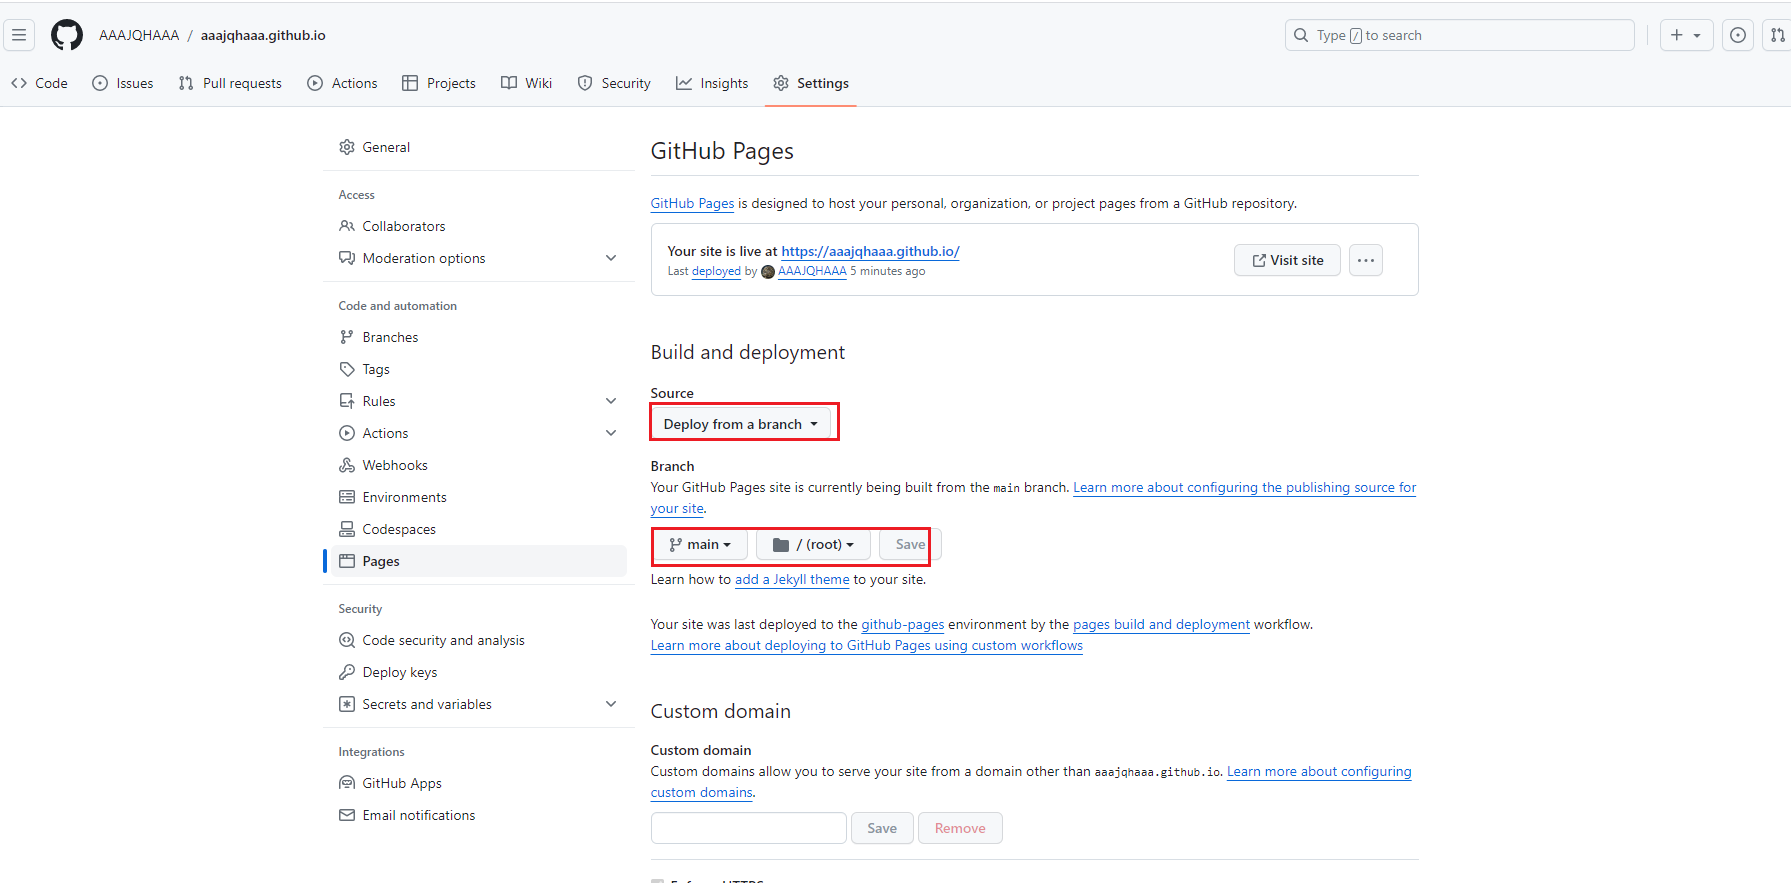 AAAJQHAAA / aaajqhaaa.github.io
Type / to search
Code Issues Pull requests Actions Projects Wiki Security Insights Settings
General
Access
Collaborators
Moderation options
Code and automation
Branches
Tags
Rules
Actions
Webhooks
Environments
Codespaces
Pages
Security
Code security and analysis
Deploy keys
Secrets and variables
Integrations
GitHub Apps
Email notifications
GitHub Pages
GitHub Pages is designed to host your personal, organization, or project pages from a GitHub repository.
Your site is live at https://aaajqhaaa.github.io/
Last deployed by AAAJQHAAA 5 minutes ago
Visit site
Build and deployment
Source
Deploy from a branch
Branch
Your GitHub Pages site is currently being built from the main branch. Learn more about configuring the publishing source for
your site.
main / (root) Save
Learn how to add a Jekyll theme to your site.
Your site was last deployed to the github-pages environment by the pages build and deployment workflow.
Learn more about deploying to GitHub Pages using custom workflows
Custom domain
Custom domain
Custom domains allow you to serve your site from a domain other than aaajqhaaa.github.io. Learn more about configuring
custom domains.
Save Remove